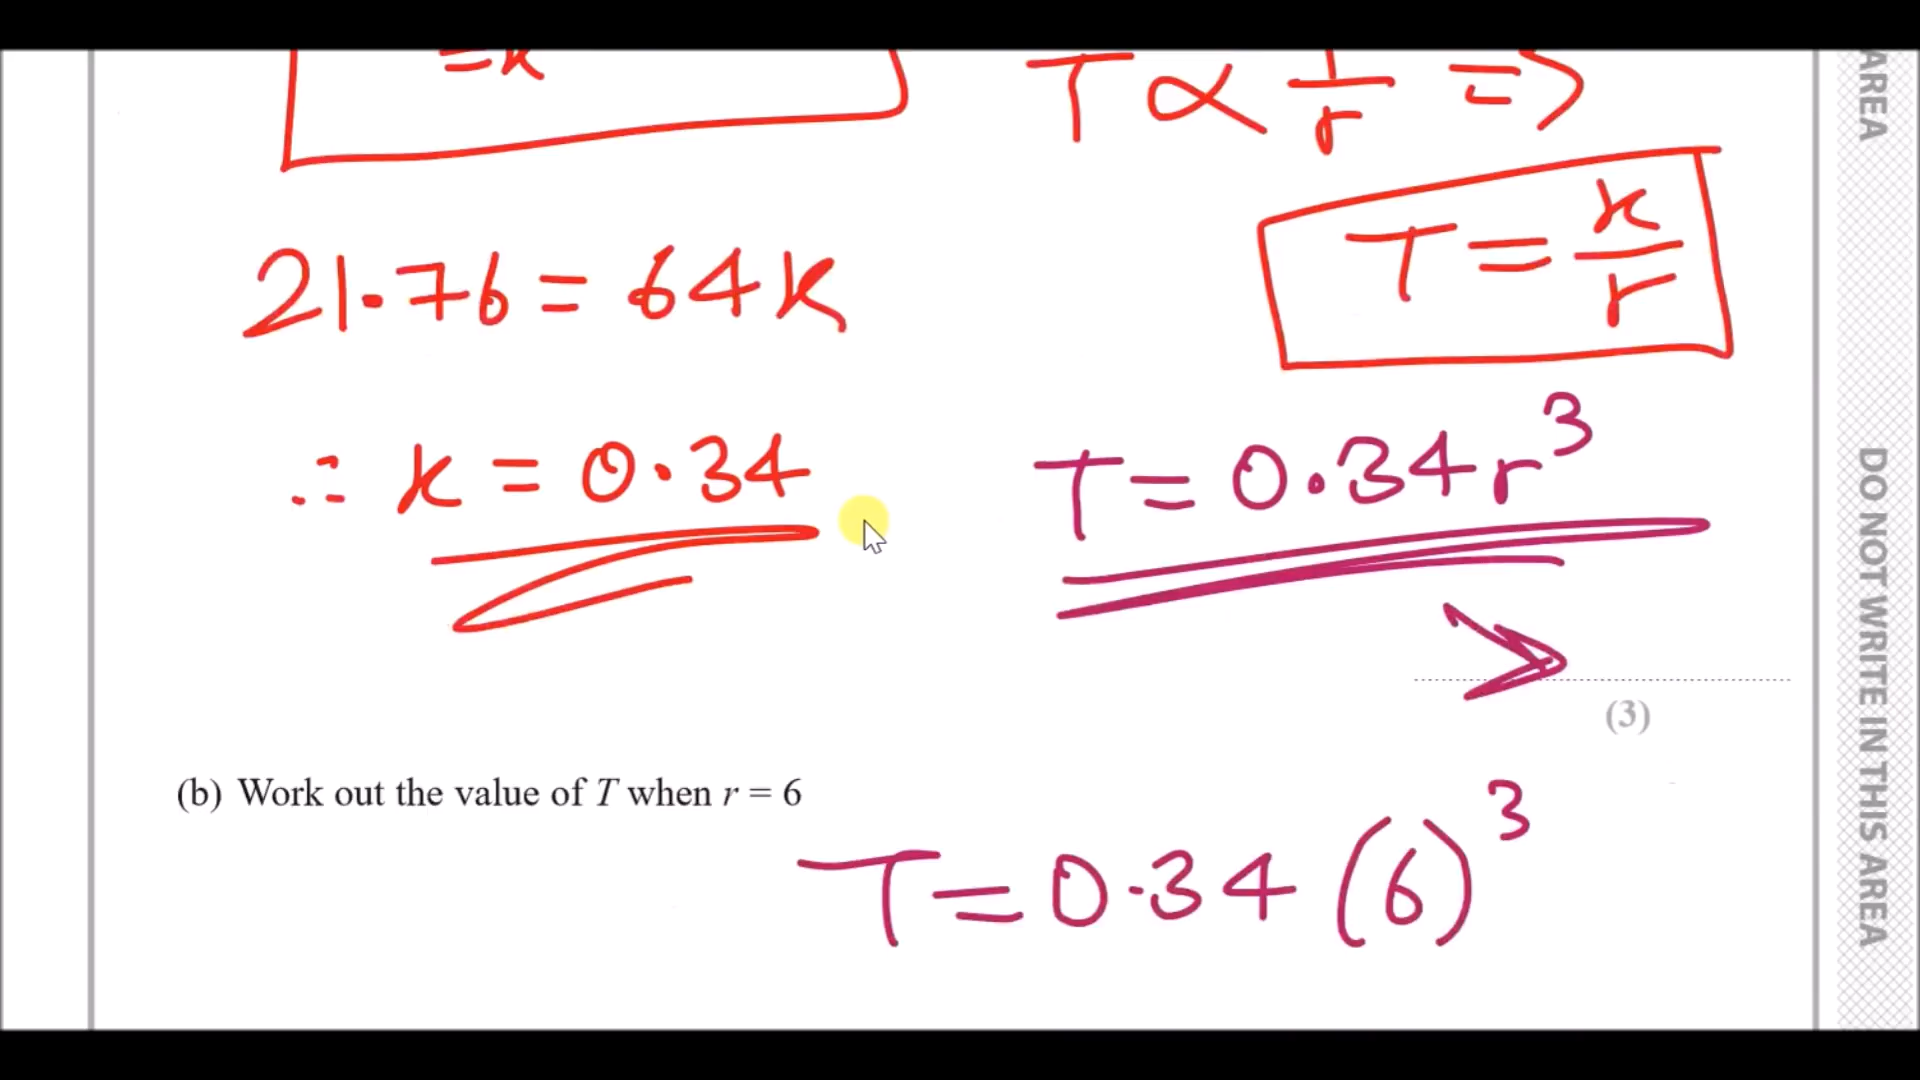 = k
T ∝ 1/r =>
T = k/r
21.76 = 64k
∴ k = 0.34
T = 0.34r³
(3)
(b) Work out the value of T when r = 6
T = 0.34 (6)³
AREA
DO NOT WRITE IN THIS AREA